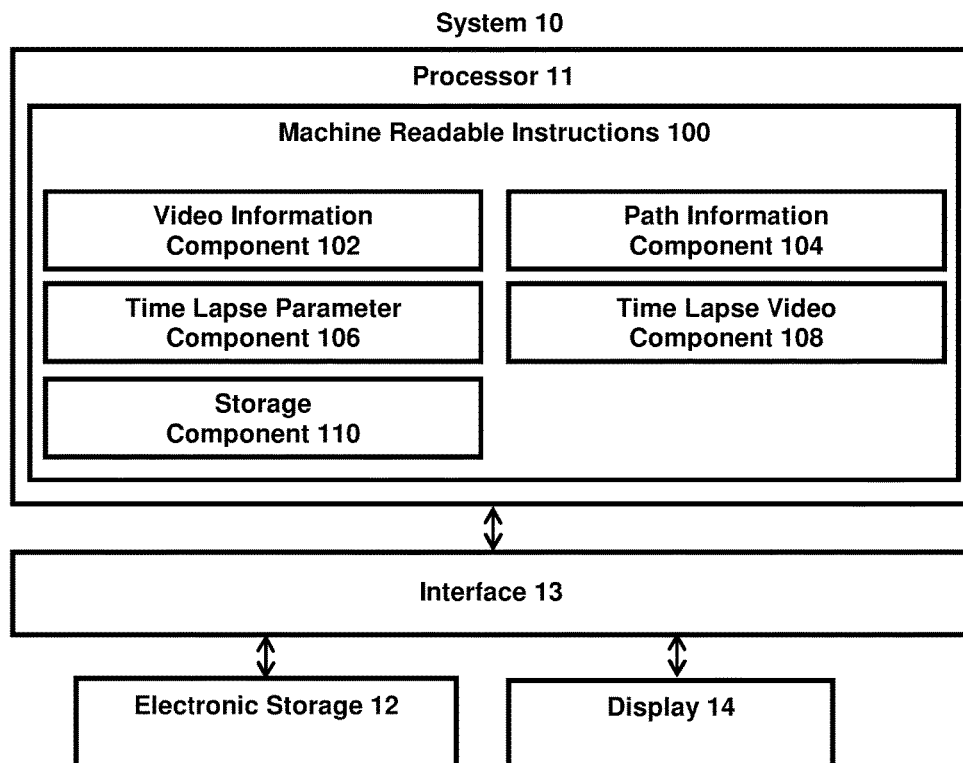 System 10
Processor 11
Machine Readable Instructions 100
Video Information
Component 102
Path Information
Component 104
Time Lapse Parameter
Component 106
Time Lapse Video
Component 108
Storage
Component 110
Interface 13
Electronic Storage 12
Display 14